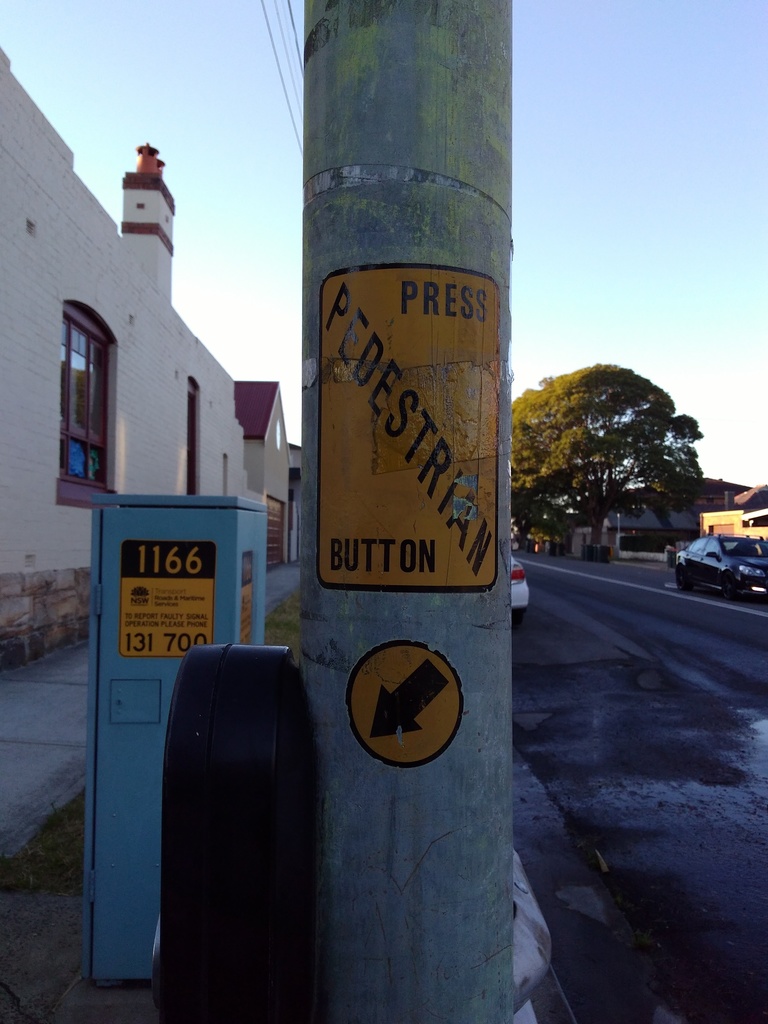 PRESS
PEDESTRIAN
BUTTON
1166
NSW
Transport
Roads & Maritime
Services
TO REPORT FAULTY SIGNAL
OPERATION PLEASE PHONE
131 700